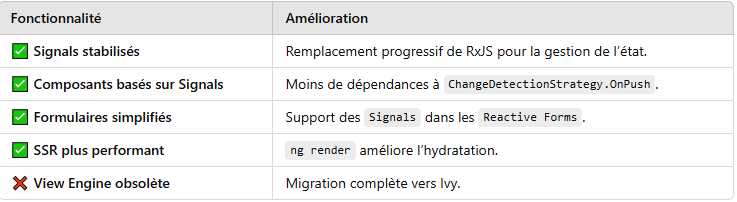 Fonctionnalité Amélioration
✅ Signals stabilisés Remplacement progressif de RxJS pour la gestion de l’état.
✅ Composants basés sur Signals Moins de dépendances à ChangeDetectionStrategy.OnPush.
✅ Formulaires simplifiés Support des Signals dans les Reactive Forms.
✅ SSR plus performant ng render améliore l’hydratation.
❌ View Engine obsolète Migration complète vers Ivy.